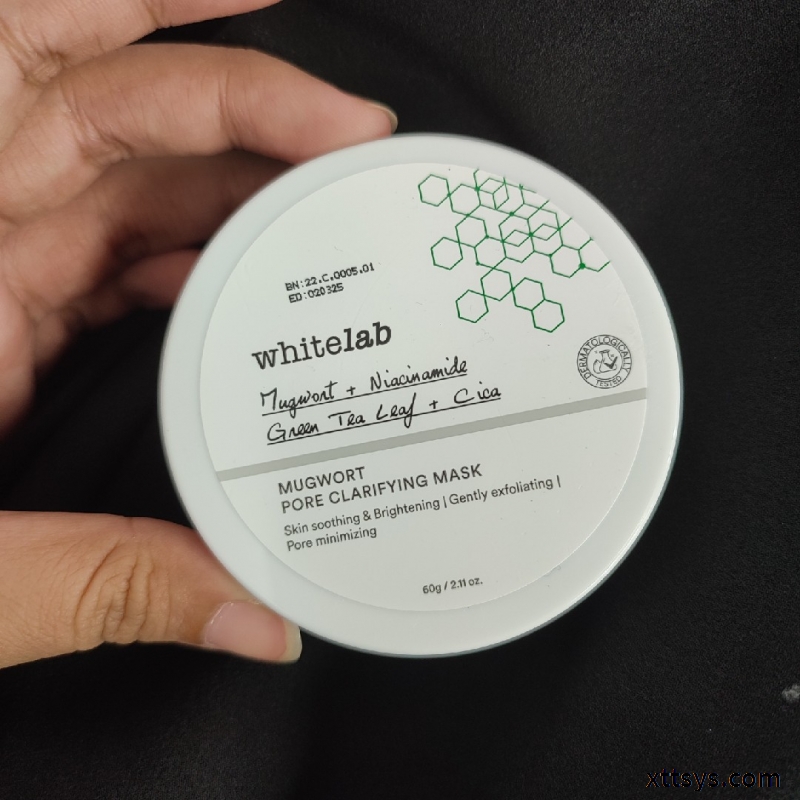 BN:22.C.0005.01
ED:020325
whitelab
Mugwort + Niacinamide
Green Tea Leaf + Cica
DERMATOLOGICALLY
TESTED
MUGWORT
PORE CLARIFYING MASK
Skin soothing & Brightening | Gently exfoliating |
Pore minimizing
60g / 2.11 oz.
xttsys.com